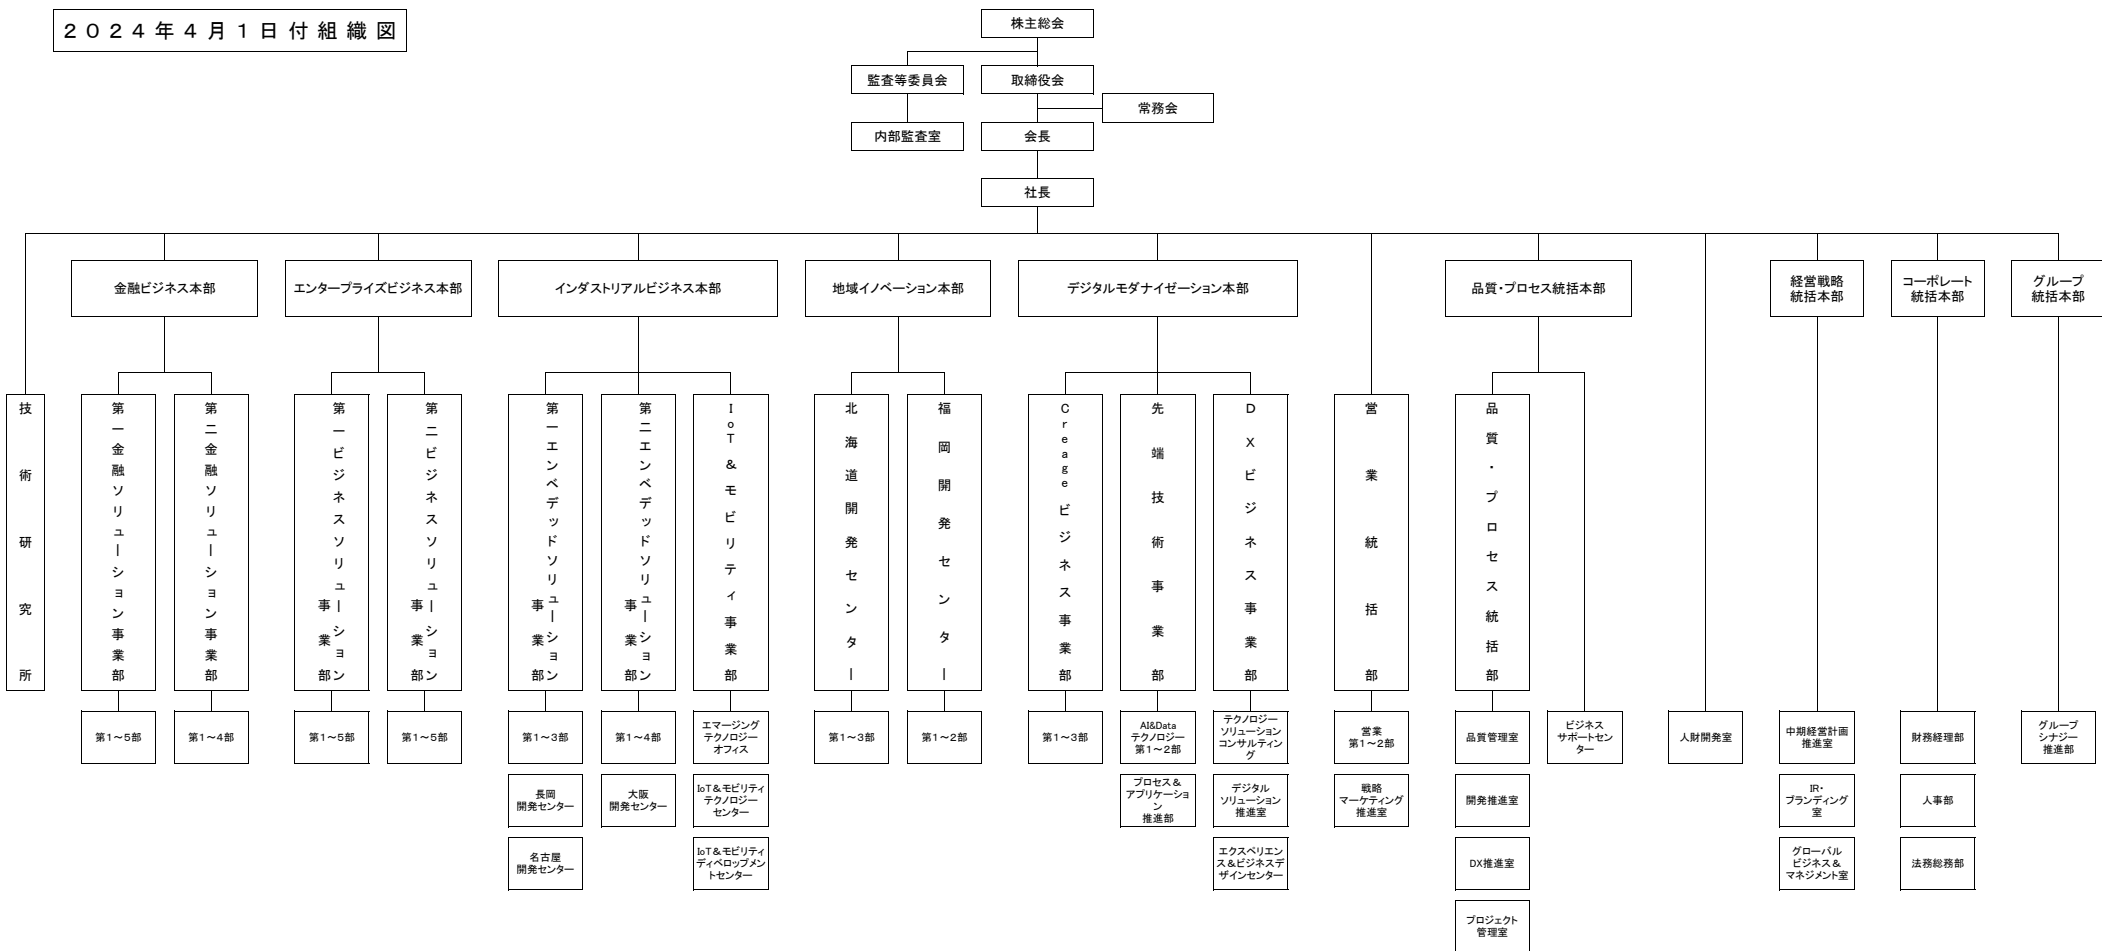 ２０２４年４月１日付組織図
株主総会
監査等委員会
取締役会
常務会
内部監査室
会長
社長
金融ビジネス本部
エンタープライズビジネス本部
インダストリアルビジネス本部
地域イノベーション本部
デジタルモダナイゼーション本部
品質・プロセス統括本部
経営戦略
統括本部
コーポレート
統括本部
グループ
統括本部
技術研究所
第一金融ソリューション事業部
第二金融ソリューション事業部
第一ビジネスソリューション
事業部
第二ビジネスソリューション
事業部
第一エンベデッドソリューション
事業部
第二エンベデッドソリューション
事業部
IoT＆モビリティ事業部
北海道開発センター
福岡開発センター
Creageビジネス事業部
先端技術事業部
DXビジネス事業部
営業統括部
品質・プロセス統括部
第1～5部
第1～4部
第1～5部
第1～5部
第1～3部
第1～4部
エマージング
テクノロジー
オフィス
第1～3部
第1～2部
第1～3部
AI&Data
テクノロジー
第1～2部
テクノロジー
ソリューション
コンサルティン
グ
営業
第1～2部
品質管理室
ビジネス
サポートセン
ター
人財開発室
中期経営計画
推進室
財務経理部
グループ
シナジー
推進部
長岡
開発センター
大阪
開発センター
IoT＆モビリティ
テクノロジー
センター
プロセス＆
アプリケーショ
ン
推進部
デジタル
ソリューション
推進室
戦略
マーケティング
推進室
開発推進室
IR・
ブランディング
室
人事部
名古屋
開発センター
IoT＆モビリティ
ディベロップメン
トセンター
エクスペリエン
ス＆ビジネスデ
ザインセンター
DX推進室
グローバル
ビジネス＆
マネジメント室
法務総務部
プロジェクト
管理室